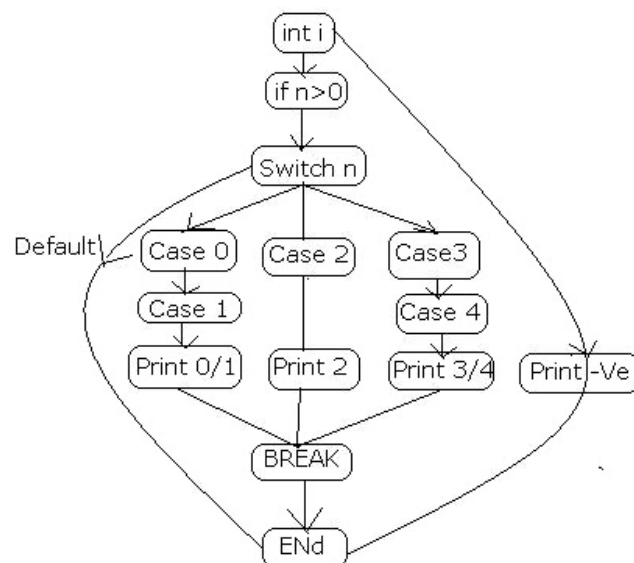 int i
if n>0
Switch n
Default
Case 0
Case 2
Case3
Case 1
Case 4
Print 0/1
Print 2
Print 3/4
Print -Ve
BREAK
ENd